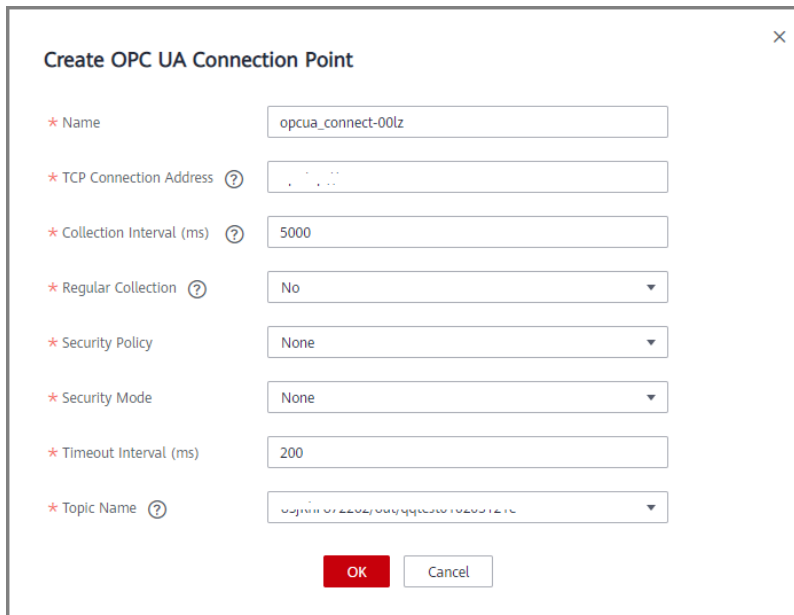 Create OPC UA Connection Point
* Name opcua_connect-00lz
* TCP Connection Address ?
* Collection Interval (ms) ? 5000
* Regular Collection ? No
* Security Policy None
* Security Mode None
* Timeout Interval (ms) 200
* Topic Name ?
OK Cancel